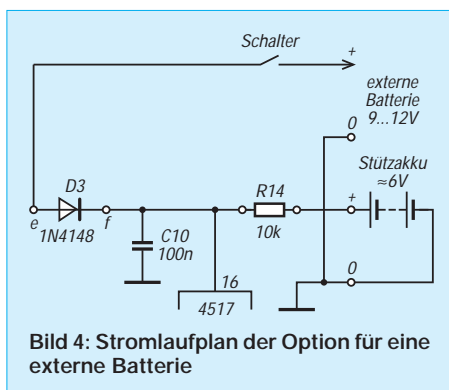 Schalter
+
externe
Batterie
9...12V
0
D3
e
f
1N4148
C10
100n
R14
10k
+
Stützakku
≈6V
16
4517
0
Bild 4: Stromlaufplan der Option für eine
externe Batterie